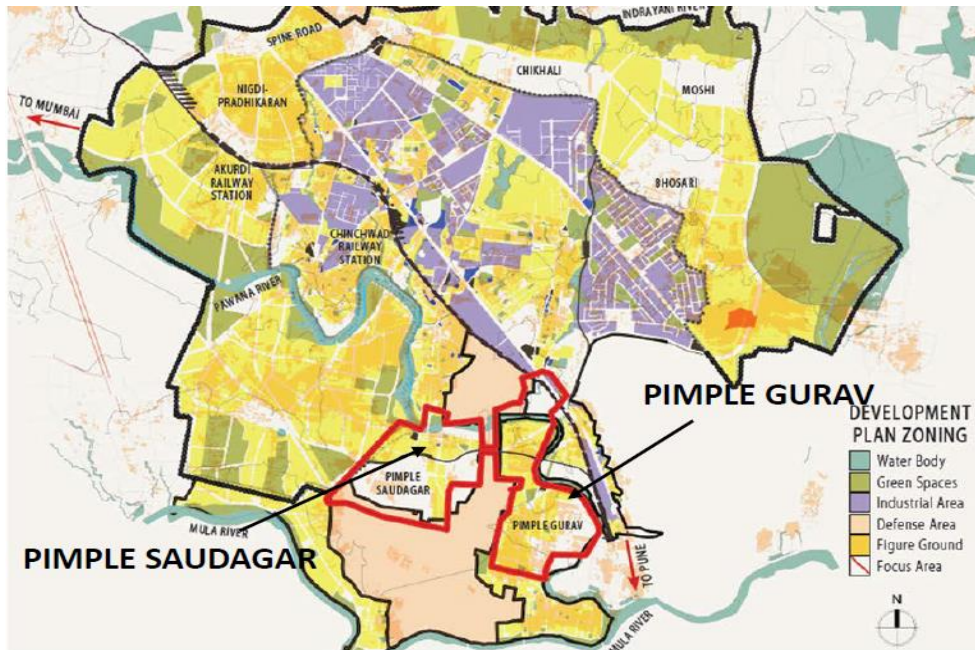 INDRAYANI RIVER
SPINE ROAD
CHIKHALI
NIGDI-
PRADHIKARAN
MOSHI
TO MUMBAI
AKURDI
RAILWAY
STATION
BHOSARI
CHINCHWAD
RAILWAY
STATION
PAWANA RIVER
PIMPLE GURAV
DEVELOPMENT
PLAN ZONING
Water Body
Green Spaces
Industrial Area
Defense Area
Figure Ground
Focus Area
PIMPLE
SAUDAGAR
PIMPLE GURAV
MULA RIVER
PIMPLE SAUDAGAR
TO PUNE
N
MULA RIVER